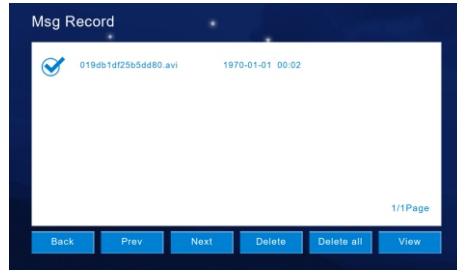 Msg Record
019db1df25b5dd80.avi 1970-01-01 00:02
1/1Page
Back Prev Next Delete Delete all View